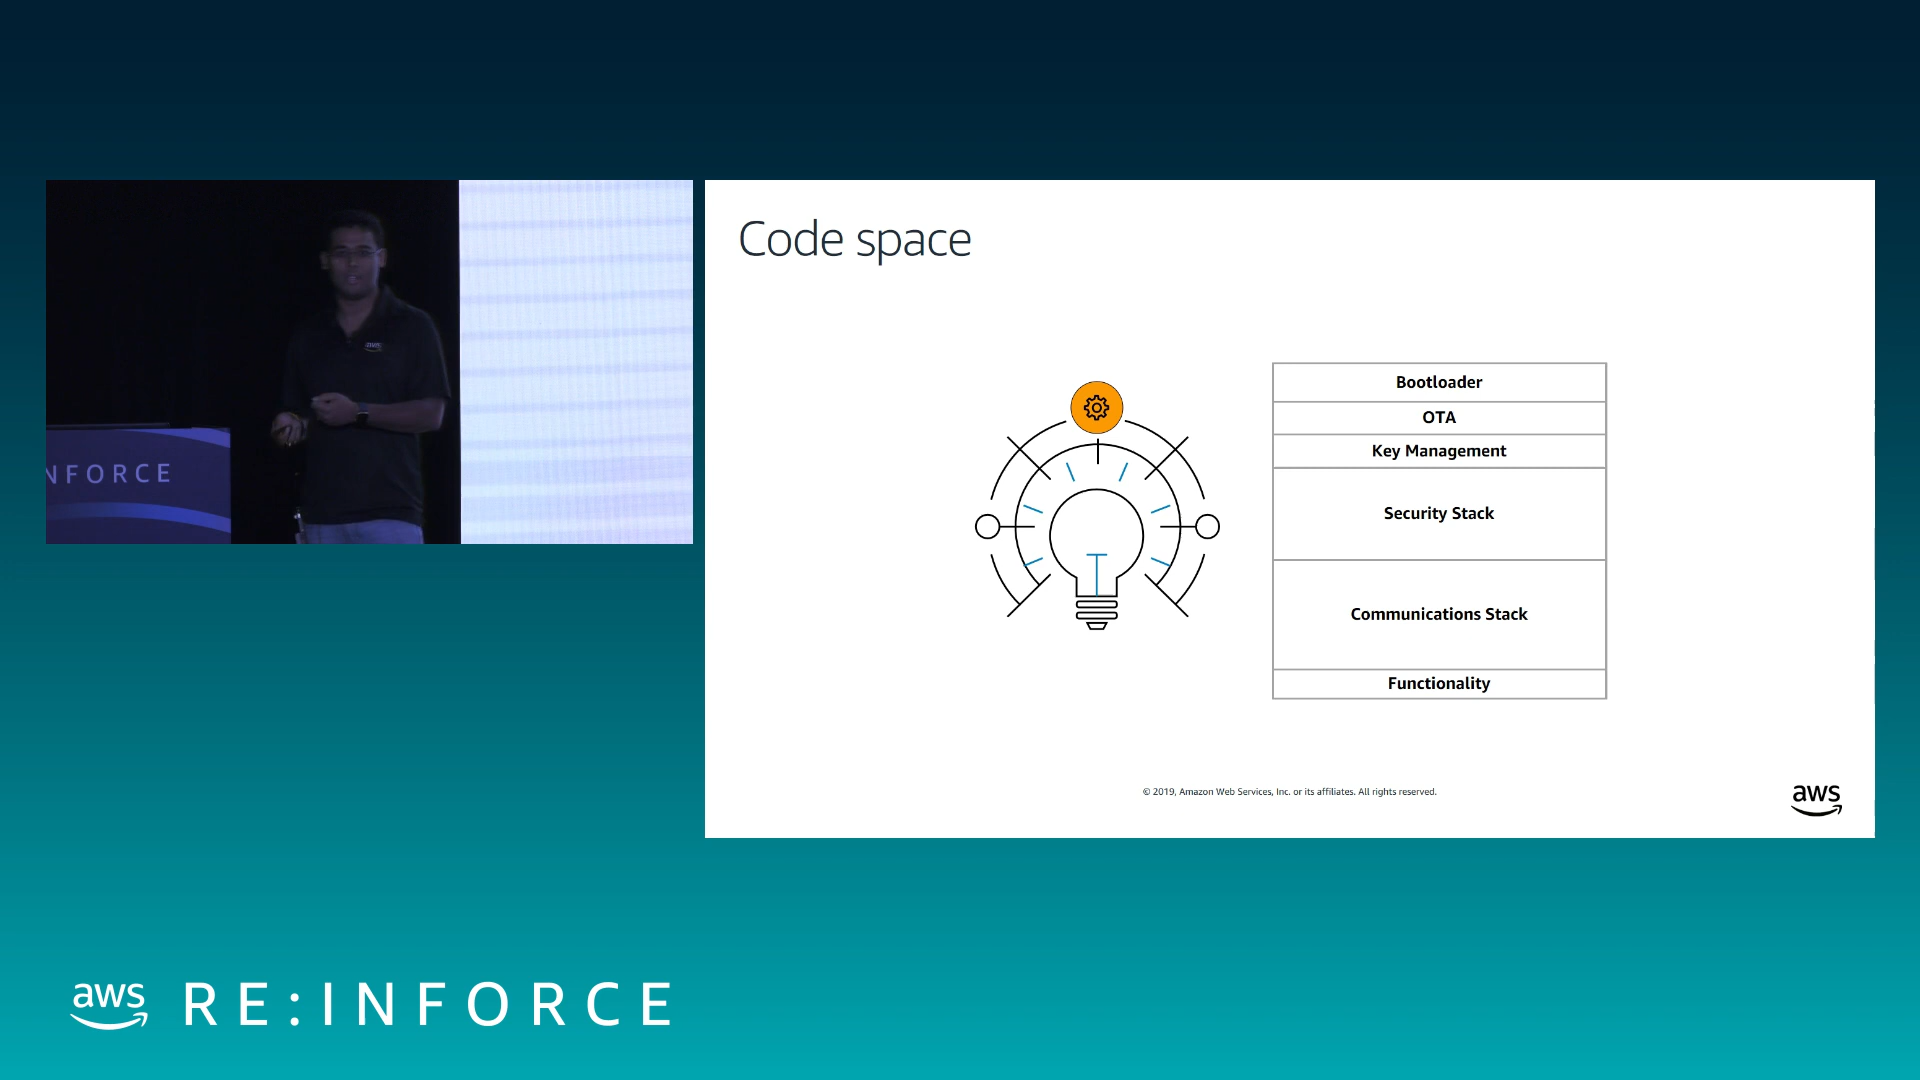 NFORCE
Code space
Bootloader
OTA
Key Management
Security Stack
Communications Stack
Functionality
© 2019, Amazon Web Services, Inc. or its affiliates. All rights reserved.
aws
aws RE:INFORCE